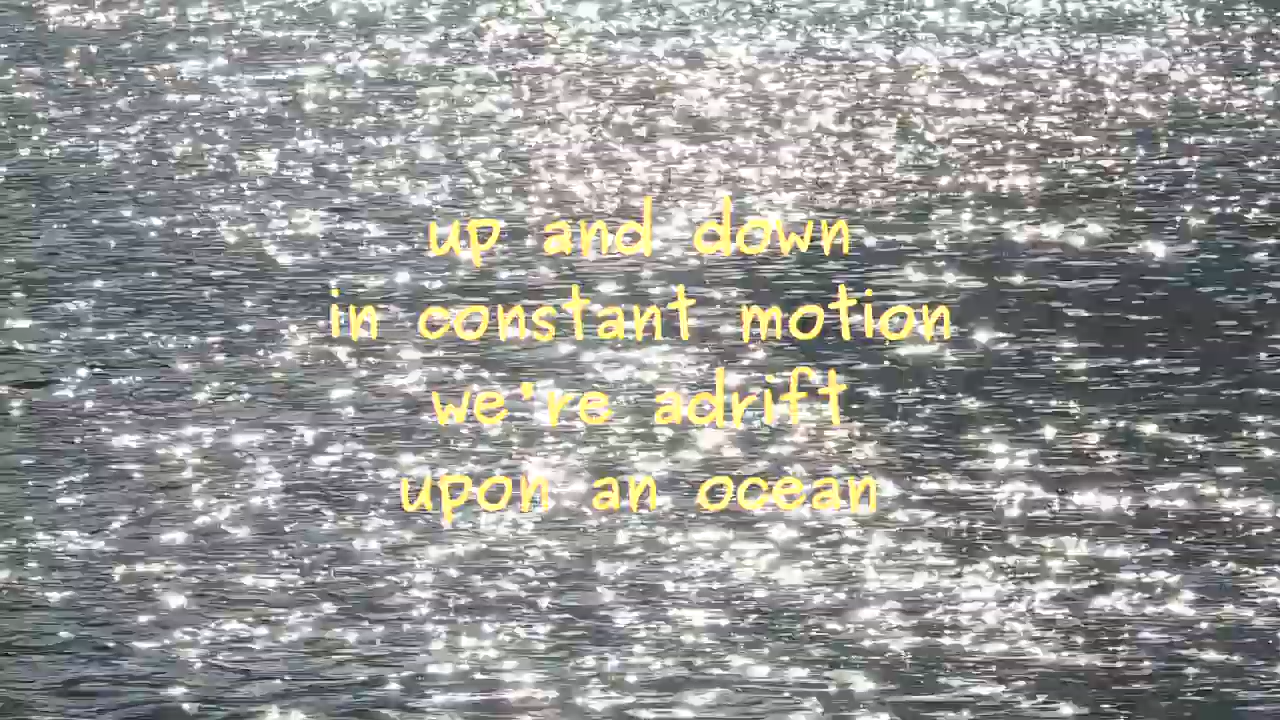 up and down
in constant motion
we're adrift
upon an ocean